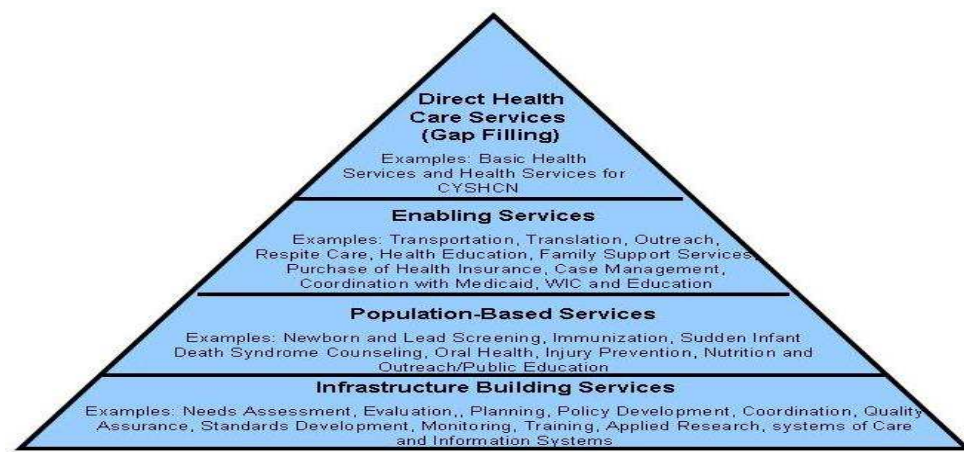 Direct Health
Care Services
(Gap Filling)
Examples: Basic Health
Services and Health Services for
CYSHCN
Enabling Services
Examples: Transportation, Translation, Outreach,
Respite Care, Health Education, Family Support Services,
Purchase of Health Insurance, Case Management,
Coordination with Medicaid, WIC and Education
Population-Based Services
Examples: Newborn and Lead Screening, Immunization, Sudden Infant
Death Syndrome Counseling, Oral Health, Injury Prevention, Nutrition and
Outreach/Public Education
Infrastructure Building Services
Examples: Needs Assessment, Evaluation,, Planning, Policy Development, Coordination, Quality
Assurance, Standards Development, Monitoring, Training, Applied Research, systems of Care
and Information Systems